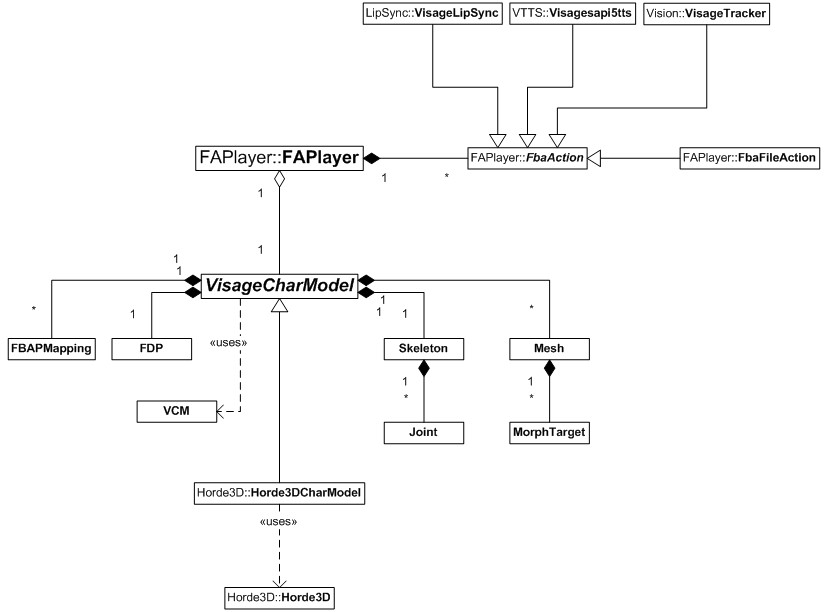 LipSync::VisageLipSync
VTTS::Visagesapi5tts
Vision::VisageTracker
FAPlayer::FAPlayer
1
*
FAPlayer::FbaAction
FAPlayer::FbaFileAction
1
1
1
1
VisageCharModel
1
1
*
1
«uses»
1
*
FBAPMapping
FDP
Skeleton
Mesh
VCM
1
*
1
*
Joint
MorphTarget
Horde3D::Horde3DCharModel
«uses»
Horde3D::Horde3D